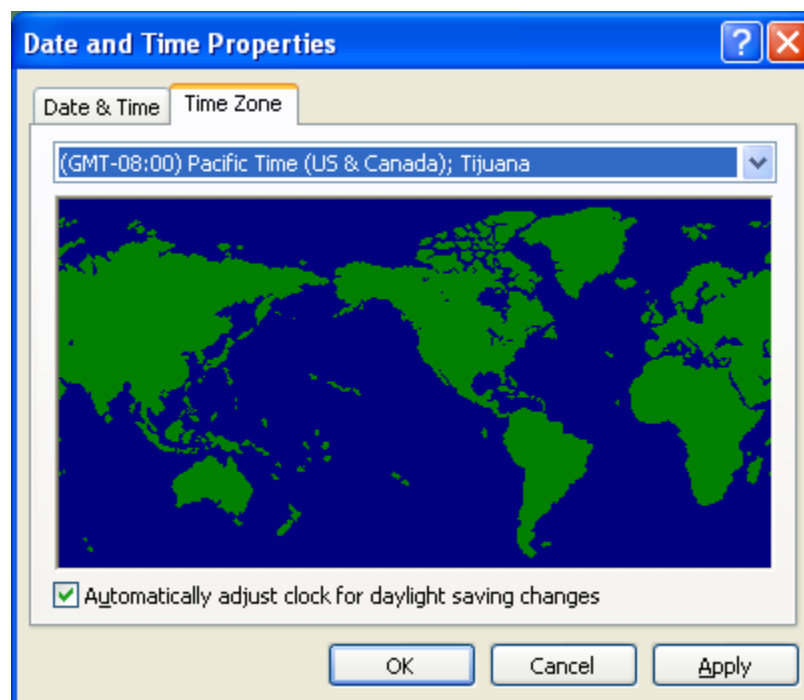 Date and Time Properties
Date & Time
Time Zone
(GMT-08:00) Pacific Time (US & Canada); Tijuana
Automatically adjust clock for daylight saving changes
OK
Cancel
Apply